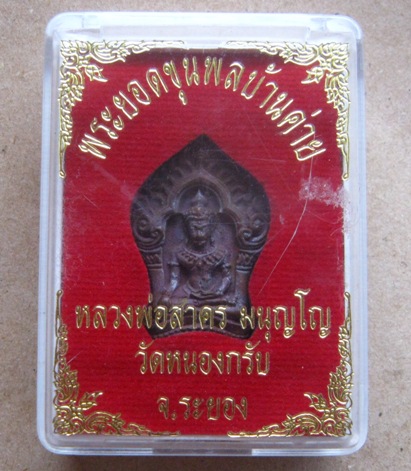 พระยอดขุนพลบ้านค่าย
หลวงพ่อสาคร มนุญโญ
วัดหนองกรับ
จ.ระยอง